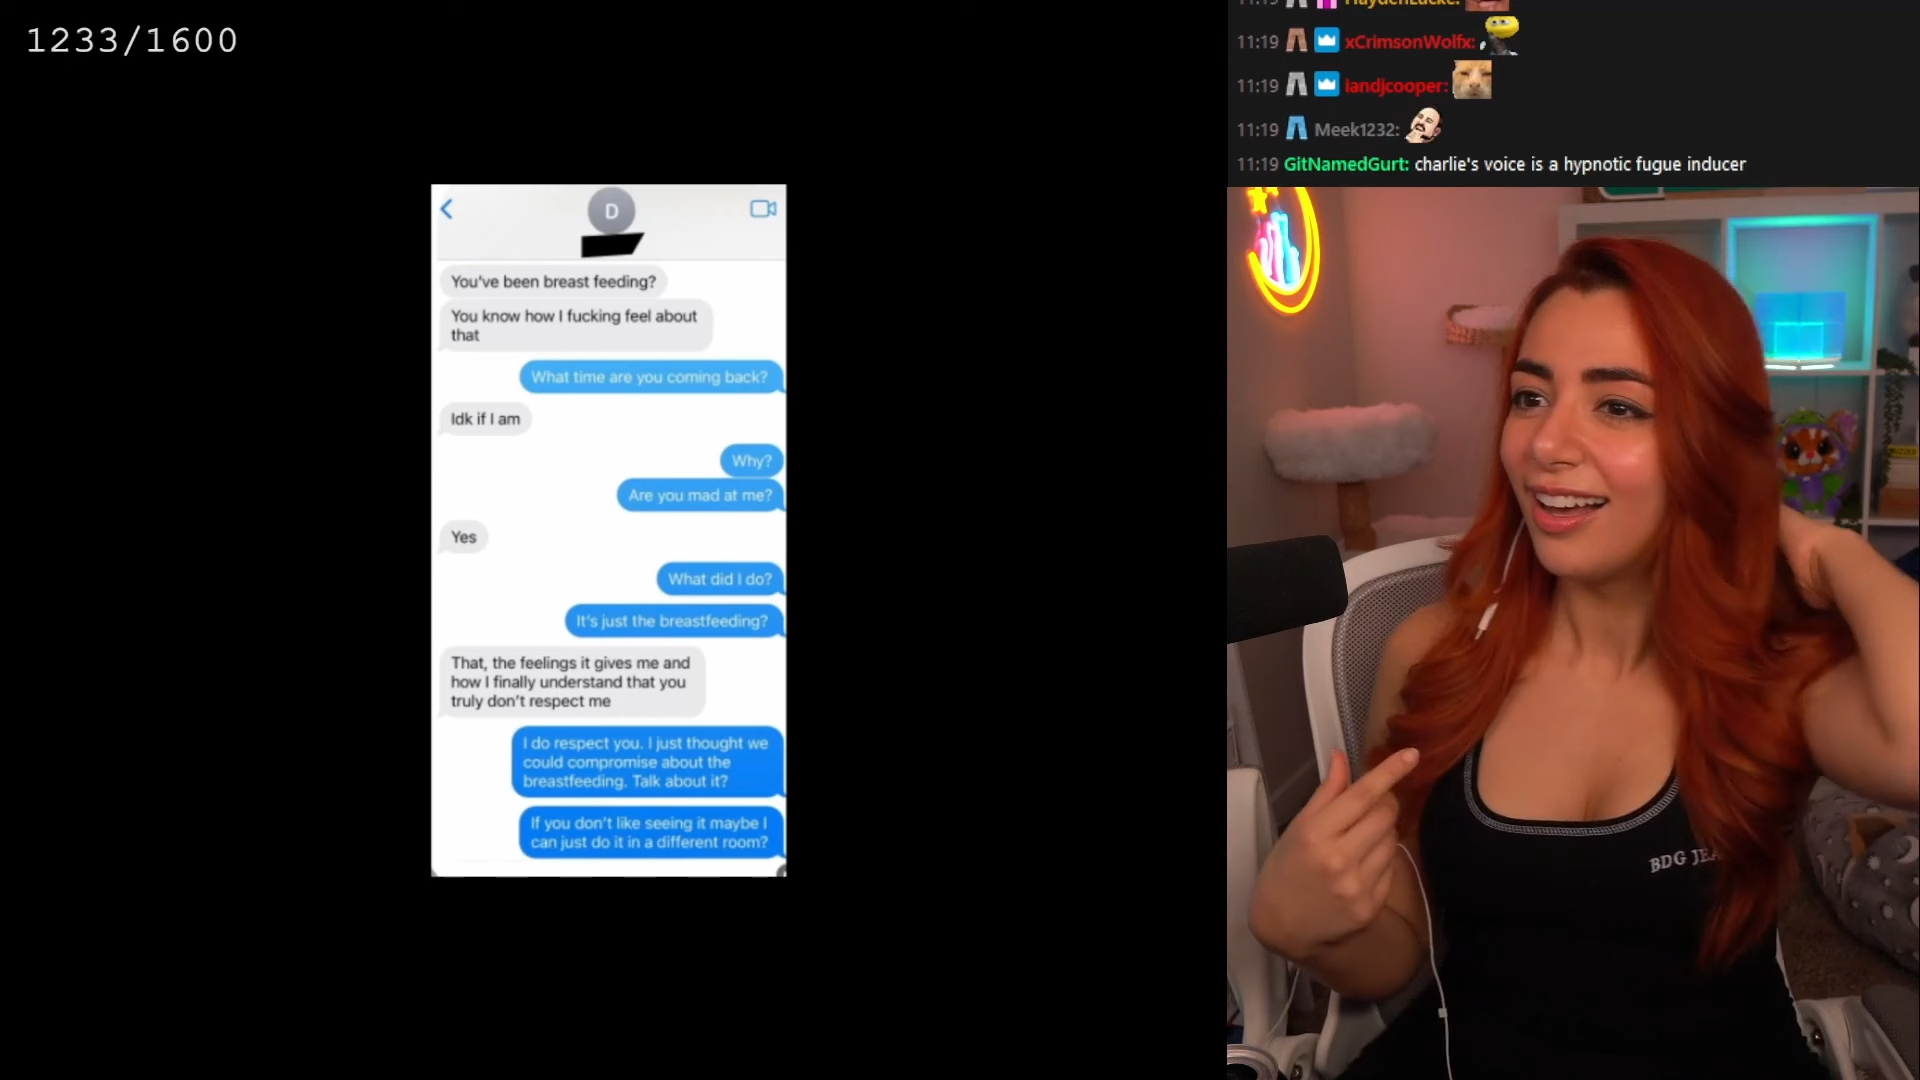 1233/1600
D
You've been breast feeding?
You know how I fucking feel about
that
What time are you coming back?
Idk if I am
Why?
Are you mad at me?
Yes
What did I do?
It's just the breastfeeding?
That, the feelings it gives me and
how I finally understand that you
truly don't respect me
I do respect you. I just thought we
could compromise about the
breastfeeding. Talk about it?
If you don't like seeing it maybe I
can just do it in a different room?
11:19 HaydenLucke:
11:19 xCrimsonWolfx:
11:19 iandjcooper:
11:19 Meek1232:
11:19 GitNamedGurt: charlie's voice is a hypnotic fugue inducer
BDG